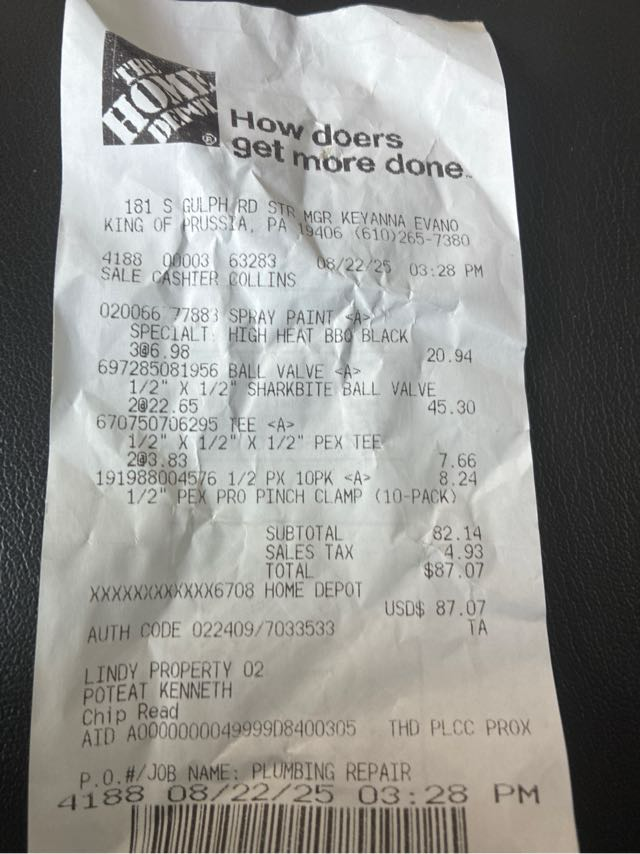 THE
HOME
DEPOT
®
How doers
get more done.
181 S GULPH RD STR MGR KEYANNA EVANO
KING OF PRUSSIA, PA 19406 (610)265-7380
4188 00003 63283 08/22/25 03:28 PM
SALE CASHIER COLLINS
020066 77883 SPRAY PAINT <A>
SPECIALT HIGH HEAT BBQ BLACK
3@6.98 20.94
697285081956 BALL VALVE <A>
1/2" X 1/2" SHARKBITE BALL VALVE
2@22.65 45.30
670750706295 TEE <A>
1/2" X 1/2" X 1/2" PEX TEE
2@3.83 7.66
191988004576 1/2 PX 10PK <A> 8.24
1/2" PEX PRO PINCH CLAMP (10-PACK)
SUBTOTAL 82.14
SALES TAX 4.93
TOTAL $87.07
XXXXXXXXXXXX6708 HOME DEPOT
USD$ 87.07
AUTH CODE 022409/7033533 TA
LINDY PROPERTY 02
POTEAT KENNETH
Chip Read
AID A0000000049999D8400305 THD PLCC PROX
P.O.#/JOB NAME: PLUMBING REPAIR
4188 08/22/25 03:28 PM